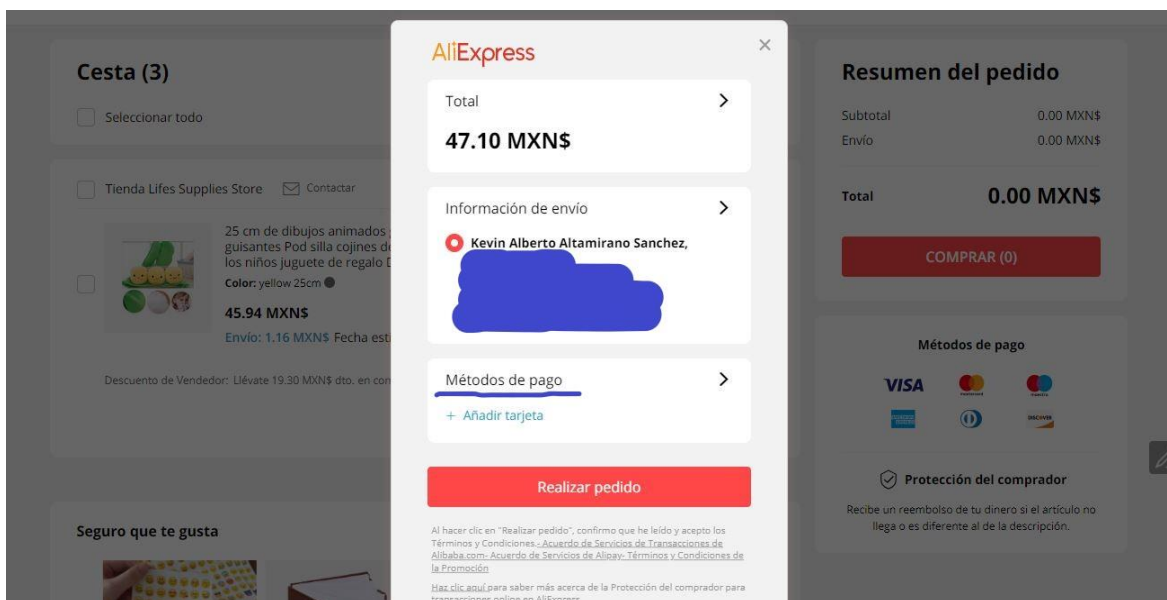 Cesta (3)
Seleccionar todo
Tienda Lifes Supplies Store Contactar
25 cm de dibujos animados
guisantes Pod silla cojines de
los niños juguete de regalo
Color: yellow 25cm
45.94 MXN$
Envío: 1.16 MXN$ Fecha esti
Descuento de Vendedor: Llévate 19.30 MXN$ dto. en con
Seguro que te gusta
AliExpress
Total
47.10 MXN$
Información de envío
Kevin Alberto Altamirano Sanchez,
Métodos de pago
+ Añadir tarjeta
Realizar pedido
Al hacer clic en "Realizar pedido", confirmo que he leído y acepto los
Términos y Condiciones.- Acuerdo de Servicios de Transacciones de
Alibaba.com- Acuerdo de Servicios de Alipay- Términos y Condiciones de
la Promoción
Haz clic aquí para saber más acerca de la Protección del comprador para
transacciones online en AliExpress
Resumen del pedido
Subtotal 0.00 MXN$
Envío 0.00 MXN$
Total 0.00 MXN$
COMPRAR (0)
Métodos de pago
VISA
DISCOVER
Protección del comprador
Recibe un reembolso de tu dinero si el artículo no
llega o es diferente al de la descripción.